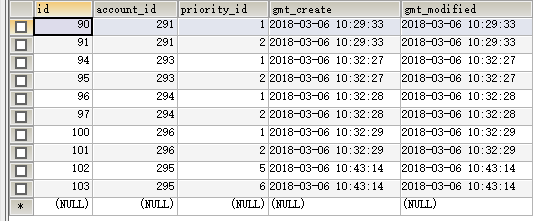 id account_id priority_id gmt_create gmt_modified
90 291 1 2018-03-06 10:29:33 2018-03-06 10:29:33
91 291 2 2018-03-06 10:29:33 2018-03-06 10:29:33
94 293 1 2018-03-06 10:32:27 2018-03-06 10:32:27
95 293 2 2018-03-06 10:32:27 2018-03-06 10:32:27
96 294 1 2018-03-06 10:32:28 2018-03-06 10:32:28
97 294 2 2018-03-06 10:32:28 2018-03-06 10:32:28
100 296 1 2018-03-06 10:32:29 2018-03-06 10:32:29
101 296 2 2018-03-06 10:32:29 2018-03-06 10:32:29
102 295 5 2018-03-06 10:43:14 2018-03-06 10:43:14
103 295 6 2018-03-06 10:43:14 2018-03-06 10:43:14
* (NULL) (NULL) (NULL) (NULL) (NULL)